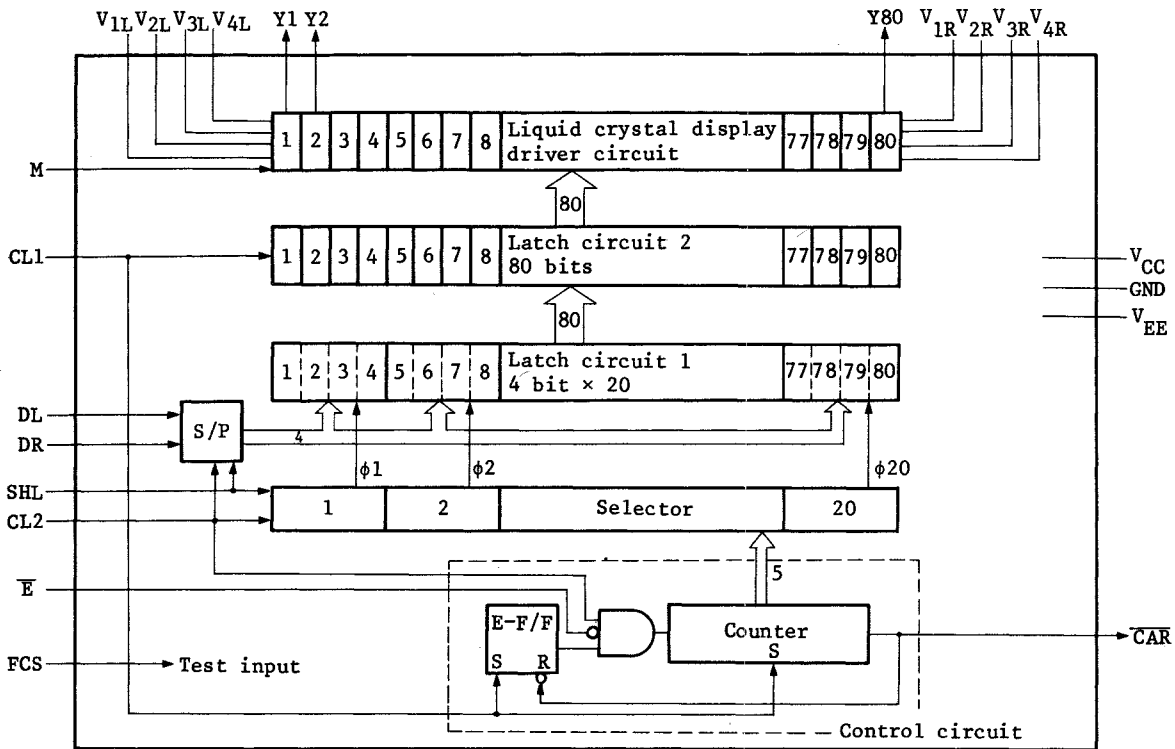 V1L V2L V3L V4L Y1 Y2 Y80 V1R V2R V3R V4R
1 2 3 4 5 6 7 8 Liquid crystal display driver circuit 77 78 79 80
M
80
CL1
1 2 3 4 5 6 7 8 Latch circuit 2 80 bits 77 78 79 80
VCC
GND
VEE
80
1 2 3 4 5 6 7 8 Latch circuit 1 4 bit × 20 77 78 79 80
DL
DR
S/P
4
ϕ1 ϕ2 ϕ20
SHL
CL2
1 2 Selector 20
5
E̅
E-F/F
S R
Counter
S
C̅A̅R̅
FCS
Test input
Control circuit